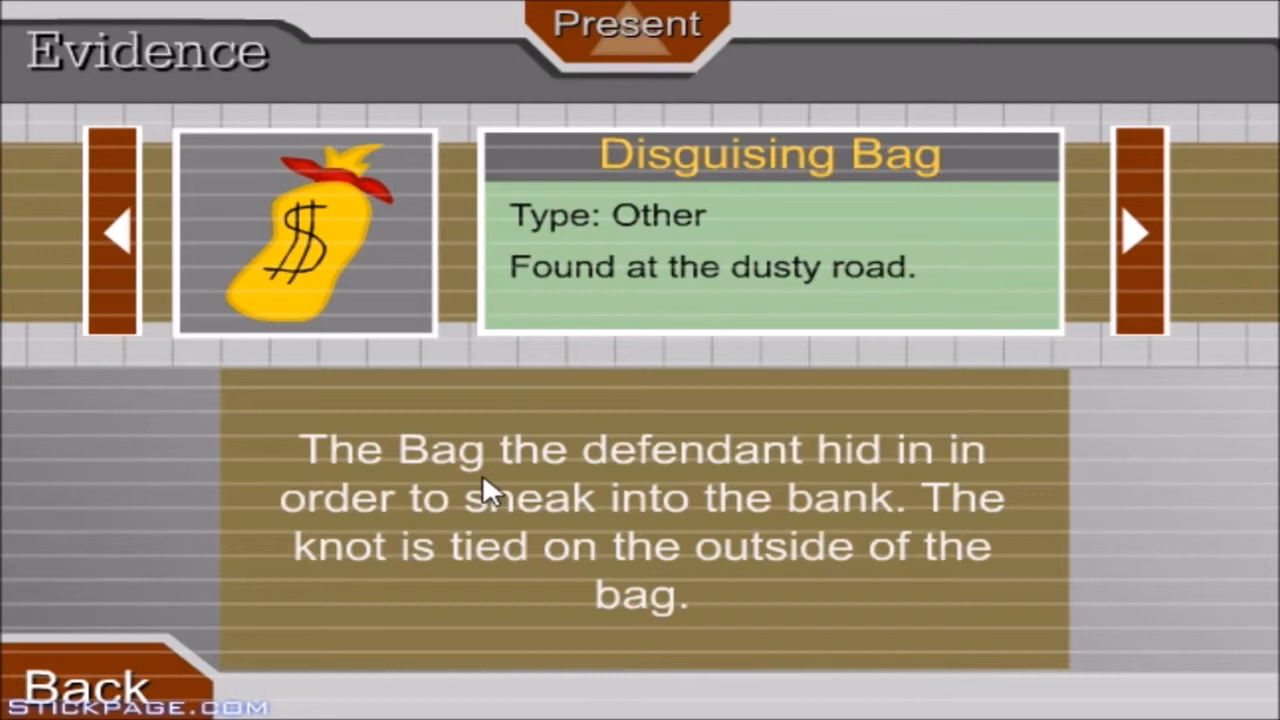 Present
Evidence
Disguising Bag
Type: Other
Found at the dusty road.
$
The Bag the defendant hid in in
order to sneak into the bank. The
knot is tied on the outside of the
bag.
Back
STICKPAGE.COM